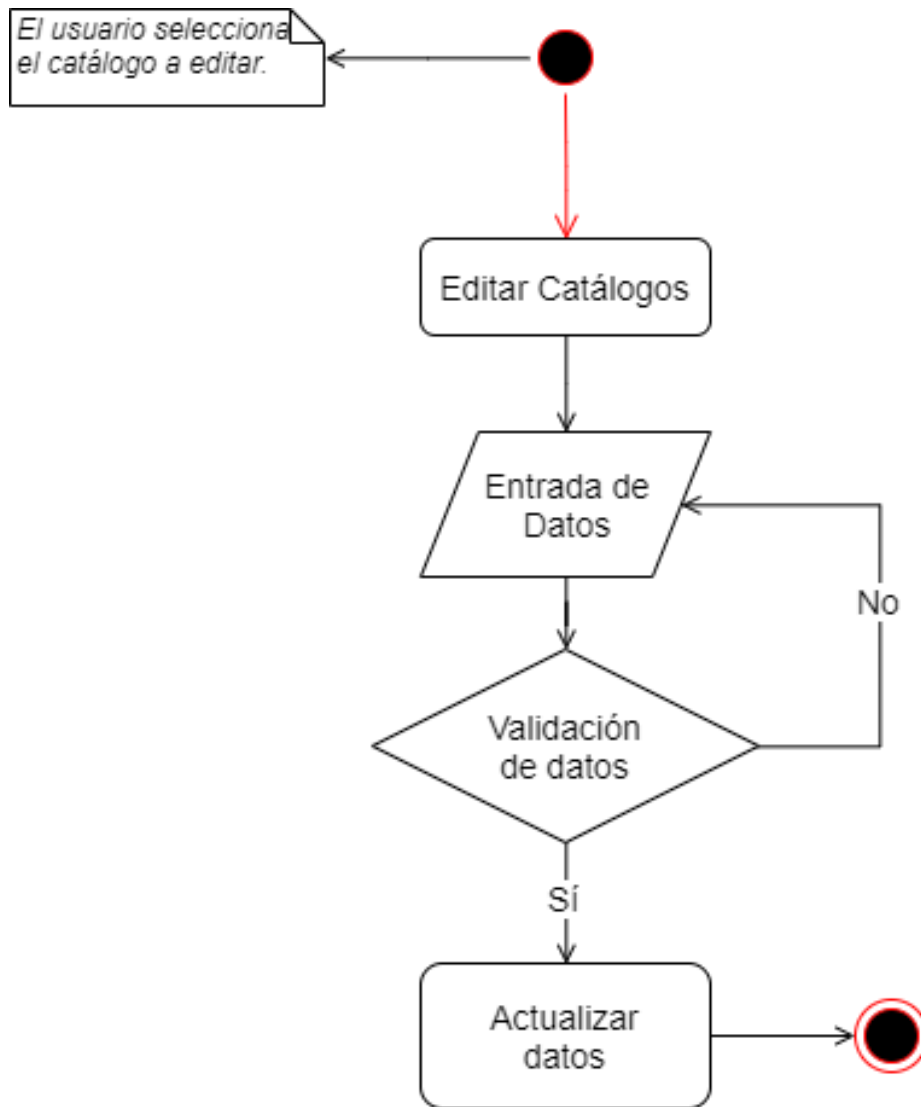 El usuario selecciona
el catálogo a editar.
Editar Catálogos
Entrada de
Datos
No
Validación
de datos
Sí
Actualizar
datos